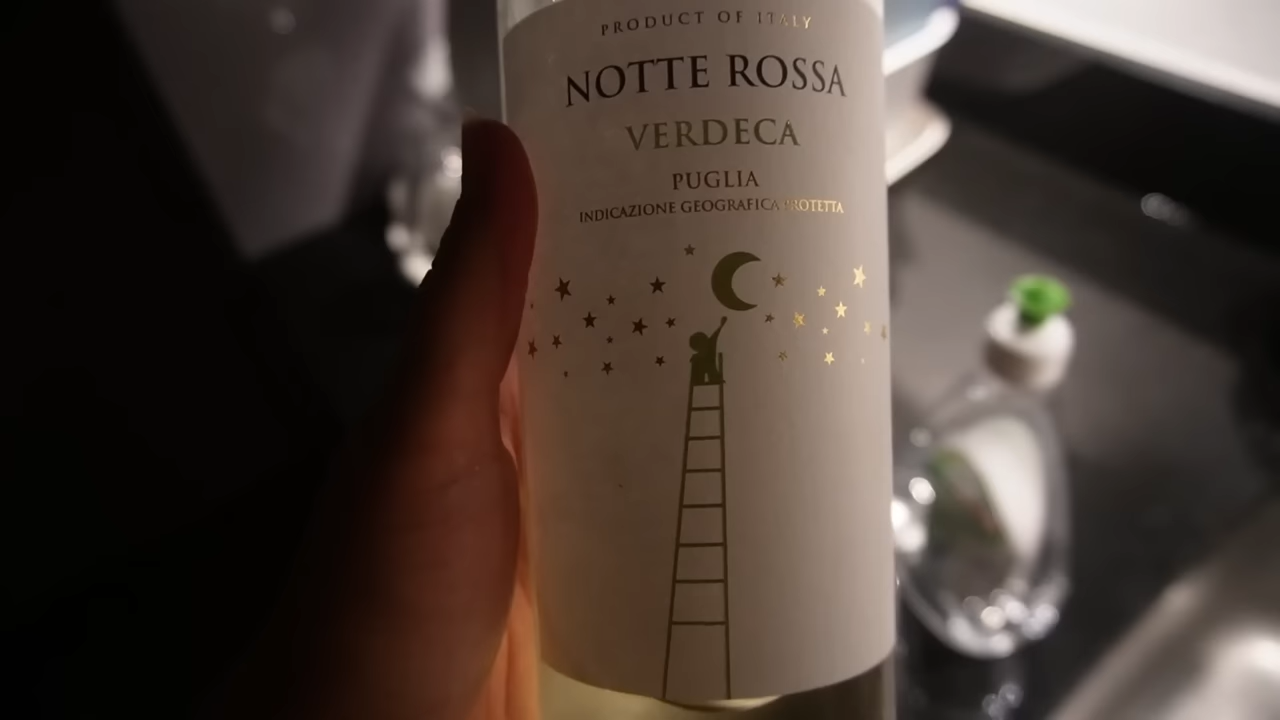 PRODUCT OF ITALY
NOTTE ROSSA
VERDECA
PUGLIA
INDICAZIONE GEOGRAFICA PROTETTA